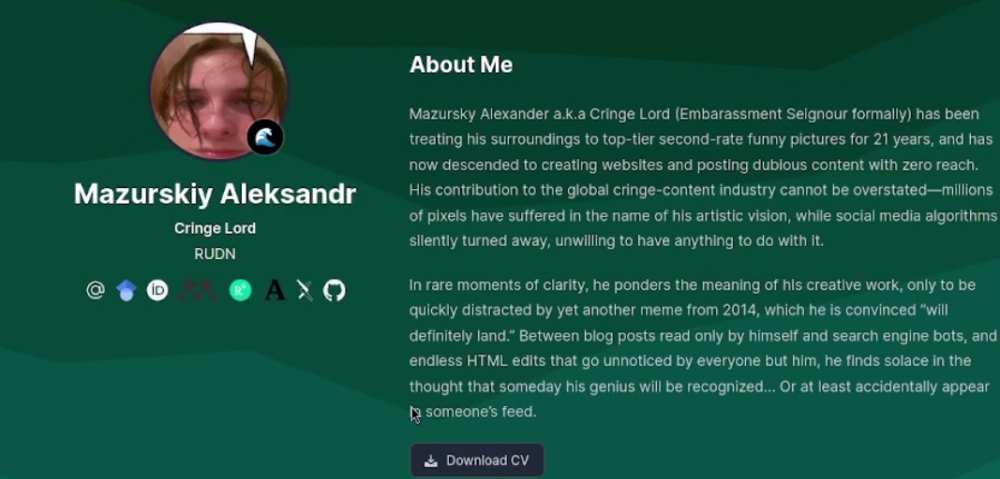 Mazurskiy Aleksandr
Cringe Lord
RUDN
About Me
Mazursky Alexander a.k.a Cringe Lord (Embarassment Seignour formally) has been
treating his surroundings to top-tier second-rate funny pictures for 21 years, and has
now descended to creating websites and posting dubious content with zero reach.
His contribution to the global cringe-content industry cannot be overstated—millions
of pixels have suffered in the name of his artistic vision, while social media algorithms
silently turned away, unwilling to have anything to do with it.
In rare moments of clarity, he ponders the meaning of his creative work, only to be
quickly distracted by yet another meme from 2014, which he is convinced “will
definitely land.” Between blog posts read only by himself and search engine bots, and
endless HTML edits that go unnoticed by everyone but him, he finds solace in the
thought that someday his genius will be recognized... Or at least accidentally appear
in someone’s feed.
Download CV